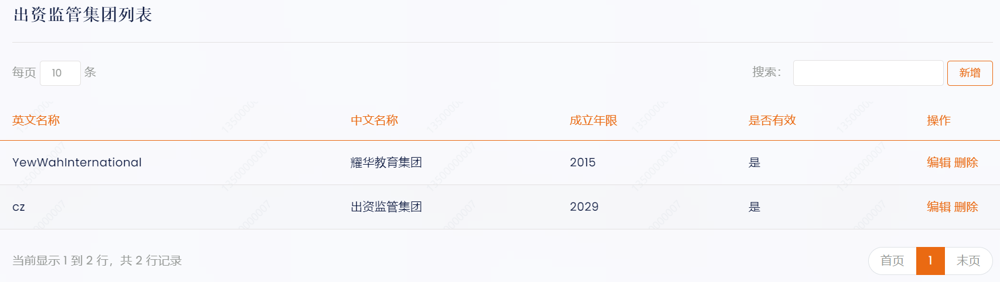 出资监管集团列表
每页 10 条 搜索： 新增
英文名称 中文名称 成立年限 是否有效 操作
YewWahInternational 耀华教育集团 2015 是 编辑 删除
cz 出资监管集团 2029 是 编辑 删除
当前显示 1 到 2 行，共 2 行记录 首页 1 末页
13500000007